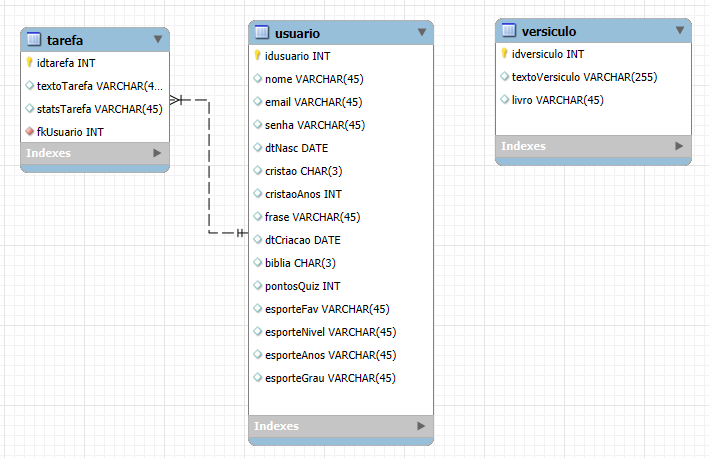 tarefa
idtarefa INT
textoTarefa VARCHAR(4...
statsTarefa VARCHAR(45)
fkUsuario INT
Indexes
usuario
idusuario INT
nome VARCHAR(45)
email VARCHAR(45)
senha VARCHAR(45)
dtNasc DATE
cristao CHAR(3)
cristaoAnos INT
frase VARCHAR(45)
dtCriacao DATE
biblia CHAR(3)
pontosQuiz INT
esporteFav VARCHAR(45)
esporteNivel VARCHAR(45)
esporteAnos VARCHAR(45)
esporteGrau VARCHAR(45)
Indexes
versiculo
idversiculo INT
textoVersiculo VARCHAR(255)
livro VARCHAR(45)
Indexes